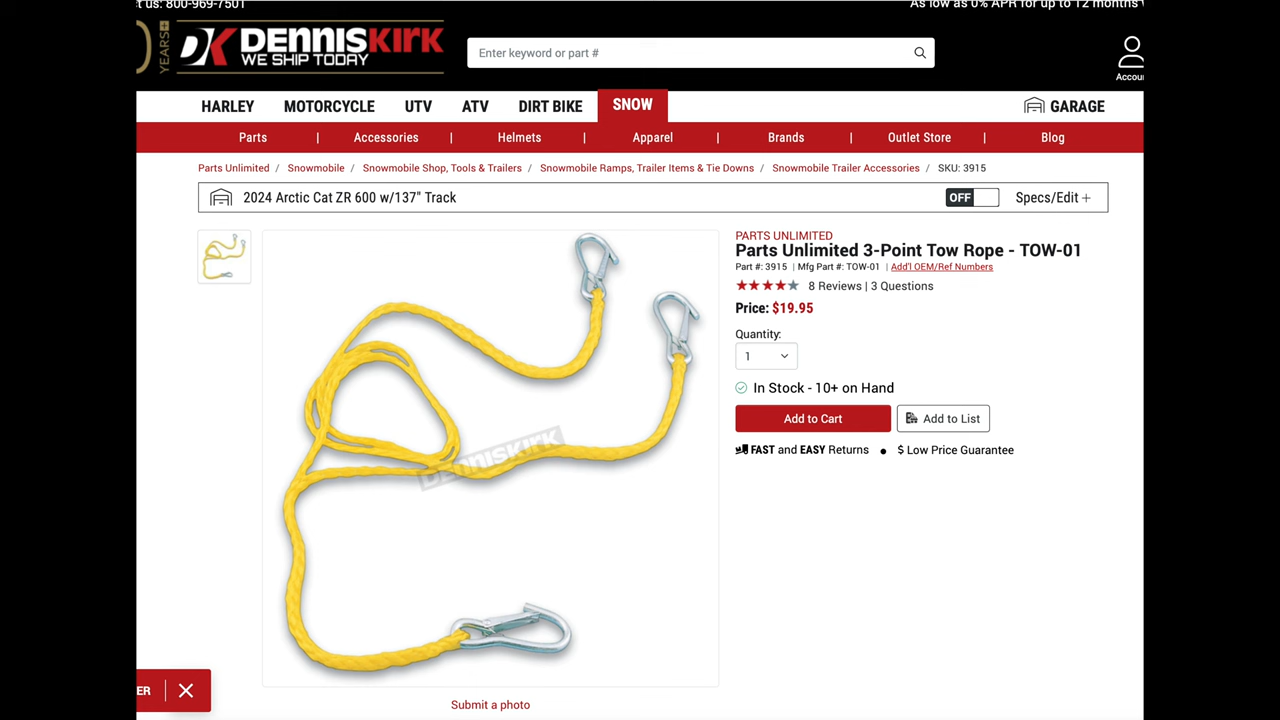 ct us: 800-969-7501
As low as 0% APR for up to 12 months
YEARS+
DK DENNISKIRK
WE SHIP TODAY
Enter keyword or part #
Accou
HARLEY MOTORCYCLE UTV ATV DIRT BIKE SNOW GARAGE
Parts | Accessories | Helmets | Apparel | Brands | Outlet Store | Blog
Parts Unlimited / Snowmobile / Snowmobile Shop, Tools & Trailers / Snowmobile Ramps, Trailer Items & Tie Downs / Snowmobile Trailer Accessories / SKU: 3915
2024 Arctic Cat ZR 600 w/137" Track OFF Specs/Edit +
PARTS UNLIMITED
Parts Unlimited 3-Point Tow Rope - TOW-01
Part #: 3915 | Mfg Part #: TOW-01 | Add'l OEM/Ref Numbers
8 Reviews | 3 Questions
Price: $19.95
Quantity:
1
In Stock - 10+ on Hand
Add to Cart Add to List
FAST and EASY Returns ● $ Low Price Guarantee
DENNISKIRK
ER
Submit a photo